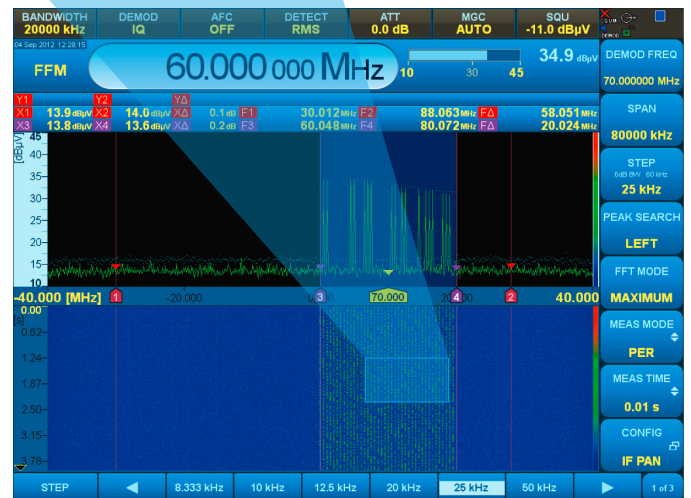 BANDWIDTH DEMOD AFC DETECT ATT MGC SQU
20000 kHz IQ OFF RMS 0.0 dB AUTO -11.0 dBµV
04 Sep 2012 12:28:15
FFM 60.000 000 MHz 10 30 45 34.9 dBµV
DEMOD FREQ
70.000000 MHz
Y1 Y2 YΔ
X1 13.9 dBµV X2 14.0 dBµV XΔ 0.1 dB F1 30.012 MHz F2 88.063 MHz FΔ 58.051 MHz
X3 13.8 dBµV X4 13.6 dBµV XΔ 0.2 dB F3 60.048 MHz F4 80.072 MHz FΔ 20.024 MHz
SPAN
80000 kHz
45
[dBµV]
40
35
30
25
20
15
10
STEP
6dB BW 60 kHz
25 kHz
PEAK SEARCH
LEFT
FFT MODE
MAXIMUM
-40.000 [MHz] 1 -20.000 3 70.000 4 2 40.000
0.00
[s]
0.62
1.24
1.87
2.50
3.15
3.78
MEAS MODE
PER
MEAS TIME
0.01 s
CONFIG
IF PAN
STEP 8.333 kHz 10 kHz 12.5 kHz 20 kHz 25 kHz 50 kHz 1 of 3